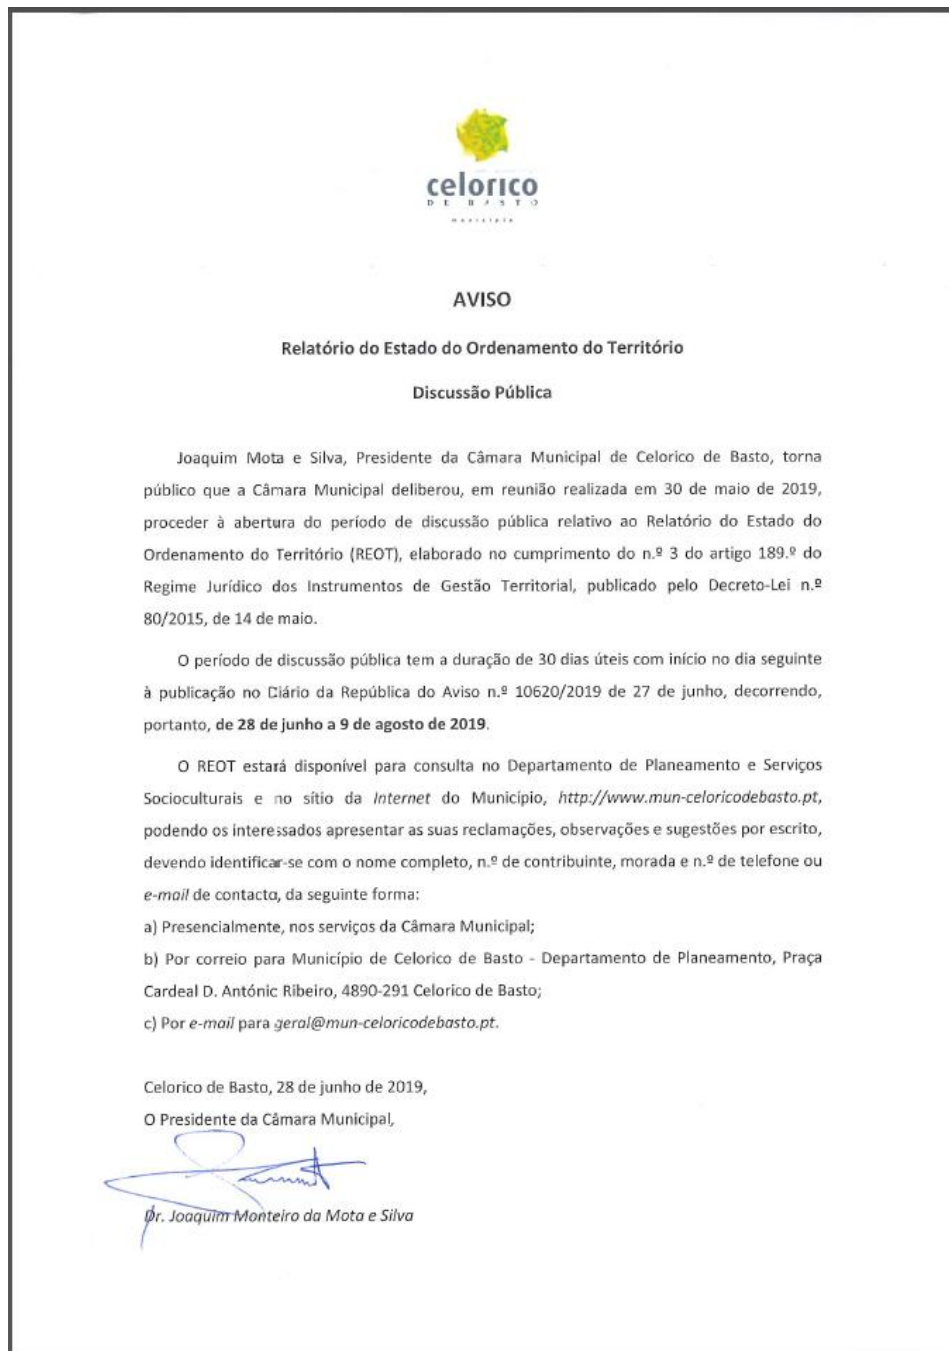 celorico
DE BASTO
município
AVISO
Relatório do Estado do Ordenamento do Território
Discussão Pública
Joaquim Mota e Silva, Presidente da Câmara Municipal de Celorico de Basto, torna
público que a Câmara Municipal deliberou, em reunião realizada em 30 de maio de 2019,
proceder à abertura do período de discussão pública relativo ao Relatório do Estado do
Ordenamento do Território (REOT), elaborado no cumprimento do n.º 3 do artigo 189.º do
Regime Jurídico dos Instrumentos de Gestão Territorial, publicado pelo Decreto-Lei n.º
80/2015, de 14 de maio.
O período de discussão pública tem a duração de 30 dias úteis com início no dia seguinte
à publicação no Diário da República do Aviso n.º 10620/2019 de 27 de junho, decorrendo,
portanto, de 28 de junho a 9 de agosto de 2019.
O REOT estará disponível para consulta no Departamento de Planeamento e Serviços
Socioculturais e no sítio da Internet do Município, http://www.mun-celoricodebasto.pt,
podendo os interessados apresentar as suas reclamações, observações e sugestões por escrito,
devendo identificar-se com o nome completo, n.º de contribuinte, morada e n.º de telefone ou
e-mail de contacto, da seguinte forma:
a) Presencialmente, nos serviços da Câmara Municipal;
b) Por correio para Município de Celorico de Basto - Departamento de Planeamento, Praça
Cardeal D. António Ribeiro, 4890-291 Celorico de Basto;
c) Por e-mail para geral@mun-celoricodebasto.pt.
Celorico de Basto, 28 de junho de 2019,
O Presidente da Câmara Municipal,
Dr. Joaquim Monteiro da Mota e Silva